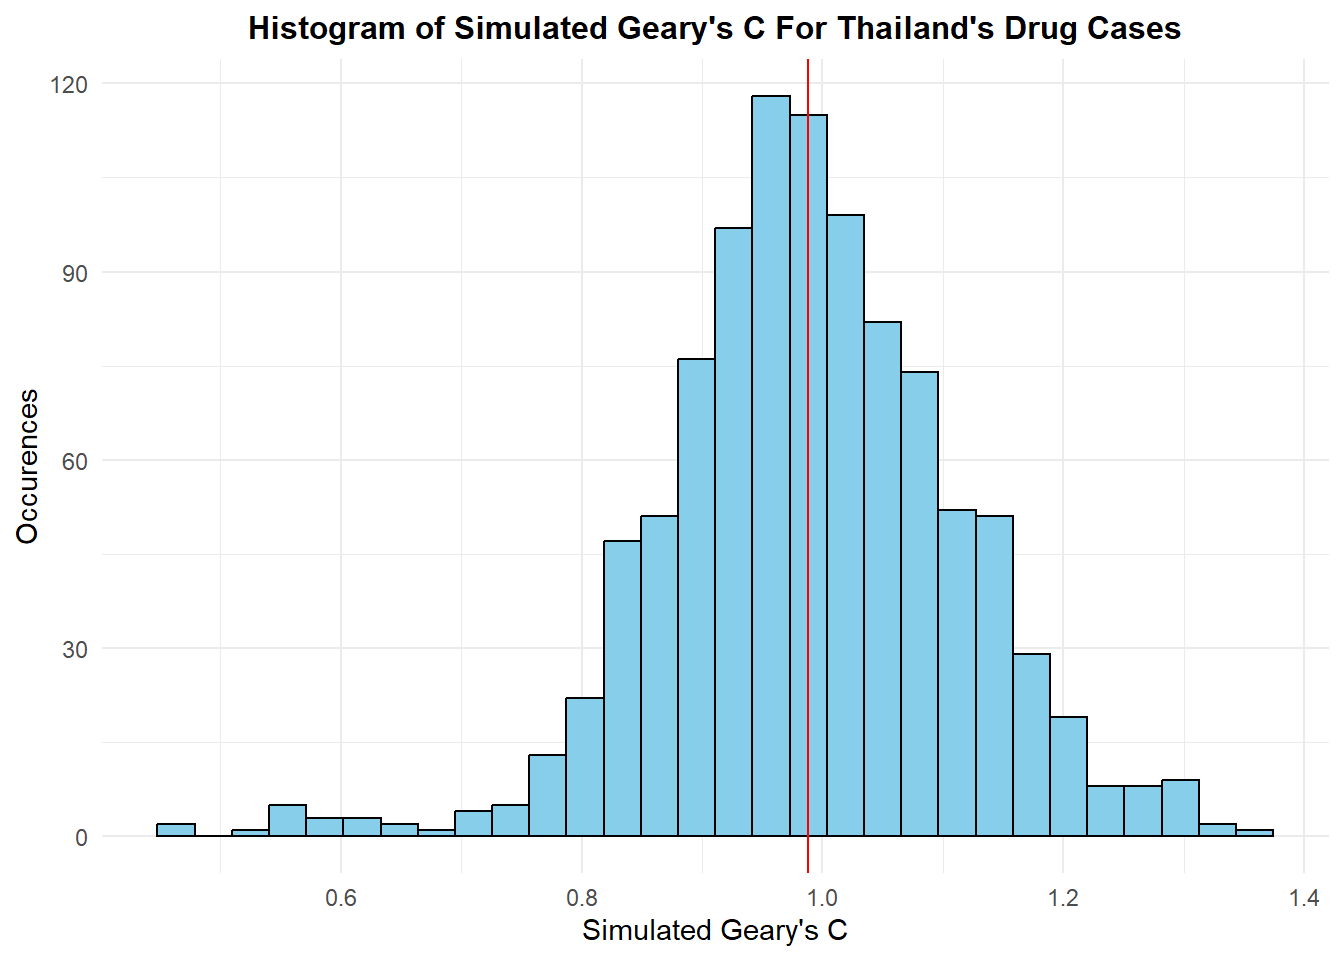 Histogram of Simulated Geary's C For Thailand's Drug Cases
120
90
60
30
0
Occurences
0.6 0.8 1.0 1.2 1.4
Simulated Geary's C